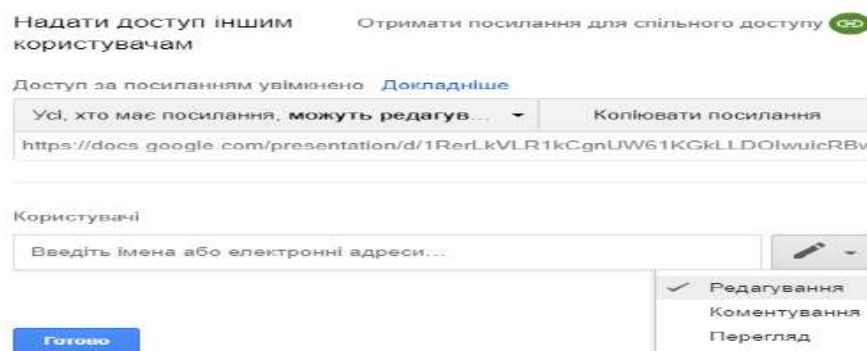 Надати доступ іншим
користувачам
Отримати посилання для спільного доступу
Доступ за посиланням увімкнено Докладніше
Усі, хто має посилання, можуть редагув...
Копіювати посилання
https://docs.google.com/presentation/d/1RerLkVLR1kCgnUW61KGkLLDOIwuicRBv
Користувачі
Введіть імена або електронні адреси...
Редагування
Коментування
Перегляд
Готово